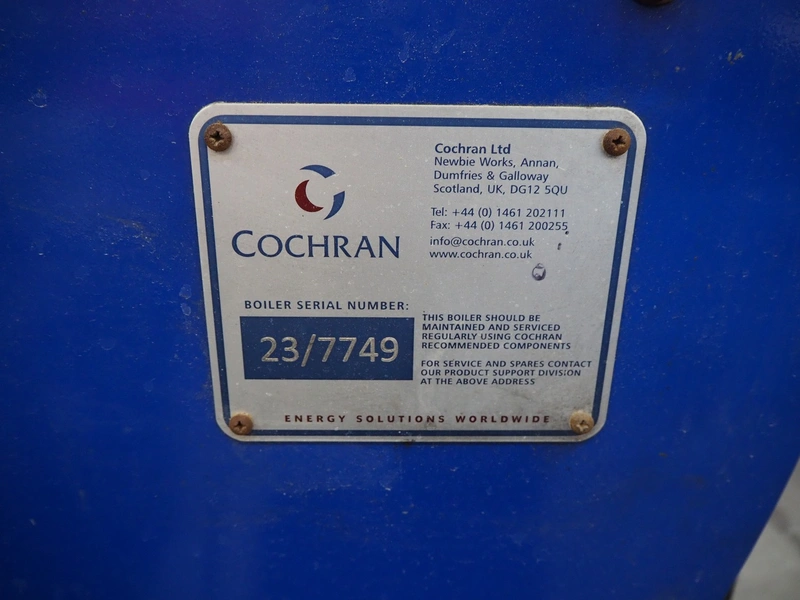 COCHRAN
Cochran Ltd
Newbie Works, Annan,
Dumfries & Galloway
Scotland, UK, DG12 5QU
Tel: +44 (0) 1461 202111
Fax: +44 (0) 1461 200255
info@cochran.co.uk
www.cochran.co.uk
BOILER SERIAL NUMBER:
23/7749
THIS BOILER SHOULD BE
MAINTAINED AND SERVICED
REGULARLY USING COCHRAN
RECOMMENDED COMPONENTS
FOR SERVICE AND SPARES CONTACT
OUR PRODUCT SUPPORT DIVISION
AT THE ABOVE ADDRESS
ENERGY SOLUTIONS WORLDWIDE